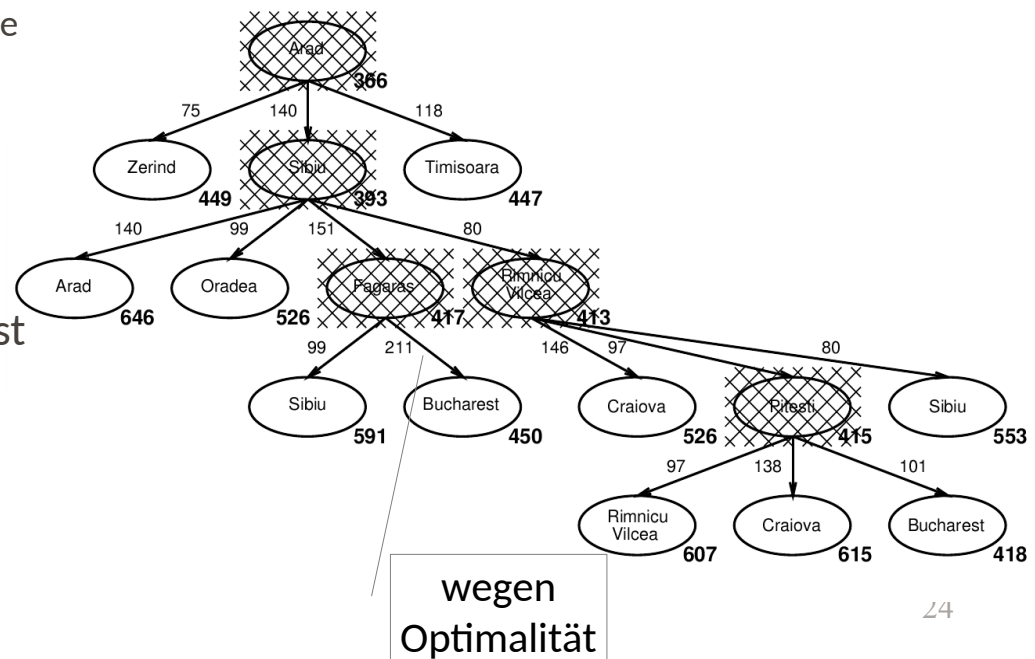 e
Arad
366
75 140 118
Zerind Sibiu Timisoara
449 393 447
140 99 151 80
Arad Oradea Fagaras Rimnicu
Vilcea
646 526 417 413
st
99 211 146 97 80
Sibiu Bucharest Craiova Pitesti Sibiu
591 450 526 415 553
97 138 101
Rimnicu
Vilcea Craiova Bucharest
607 615 418
wegen
Optimalität
24